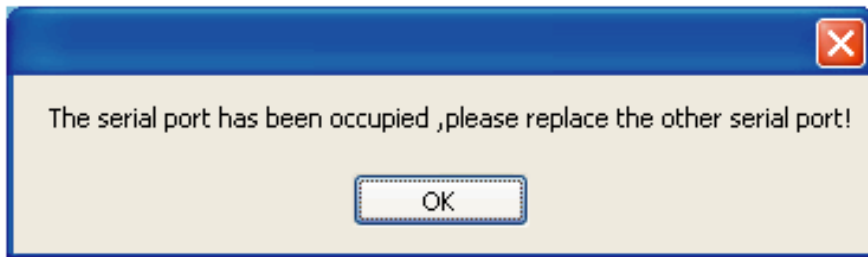 The serial port has been occupied ,please replace the other serial port!
OK